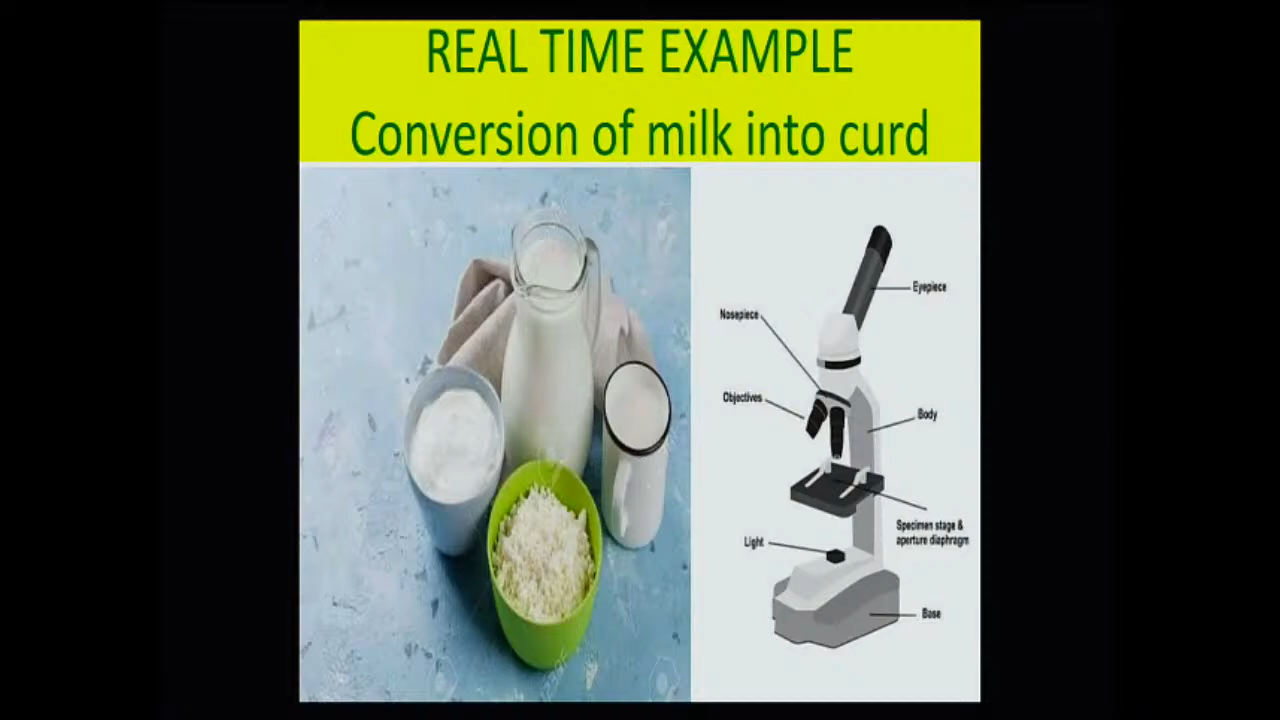 REAL TIME EXAMPLE
Conversion of milk into curd
Eyepiece
Nosepiece
Objectives
Body
Specimen stage &
aperture diaphragm
Light
Base